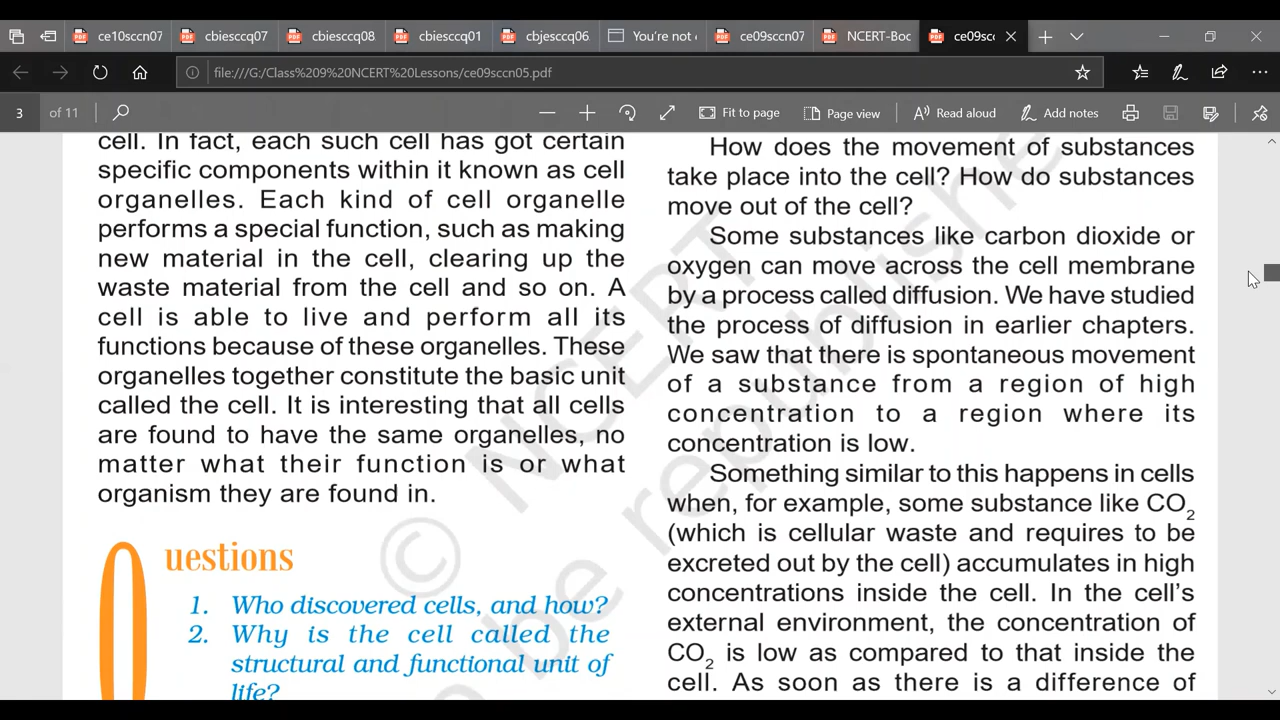 ce10sccn07
cbiesccq07
cbiesccq08
cbiesccq01
cbjesccq06
You're not
ce09sccn07
NCERT-Boc
ce09scc
file:///G:/Class%209%20NCERT%20Lessons/ce09sccn05.pdf
3 of 11
Fit to page
Page view
Read aloud
Add notes
cell. In fact, each such cell has got certain
specific components within it known as cell
organelles. Each kind of cell organelle
performs a special function, such as making
new material in the cell, clearing up the
waste material from the cell and so on. A
cell is able to live and perform all its
functions because of these organelles. These
organelles together constitute the basic unit
called the cell. It is interesting that all cells
are found to have the same organelles, no
matter what their function is or what
organism they are found in.
Questions
1. Who discovered cells, and how?
2. Why is the cell called the
structural and functional unit of
life?
How does the movement of substances
take place into the cell? How do substances
move out of the cell?
Some substances like carbon dioxide or
oxygen can move across the cell membrane
by a process called diffusion. We have studied
the process of diffusion in earlier chapters.
We saw that there is spontaneous movement
of a substance from a region of high
concentration to a region where its
concentration is low.
Something similar to this happens in cells
when, for example, some substance like CO₂
(which is cellular waste and requires to be
excreted out by the cell) accumulates in high
concentrations inside the cell. In the cell's
external environment, the concentration of
CO₂ is low as compared to that inside the
cell. As soon as there is a difference of
© NCERT
be republishe